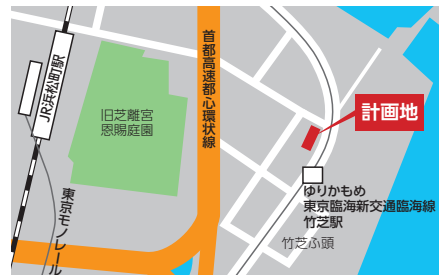 JR浜松町駅
旧芝離宮
恩賜庭園
首都高速都心環状線
計画地
ゆりかもめ
東京臨海新交通臨海線
竹芝駅
竹芝ふ頭
東京モノレール